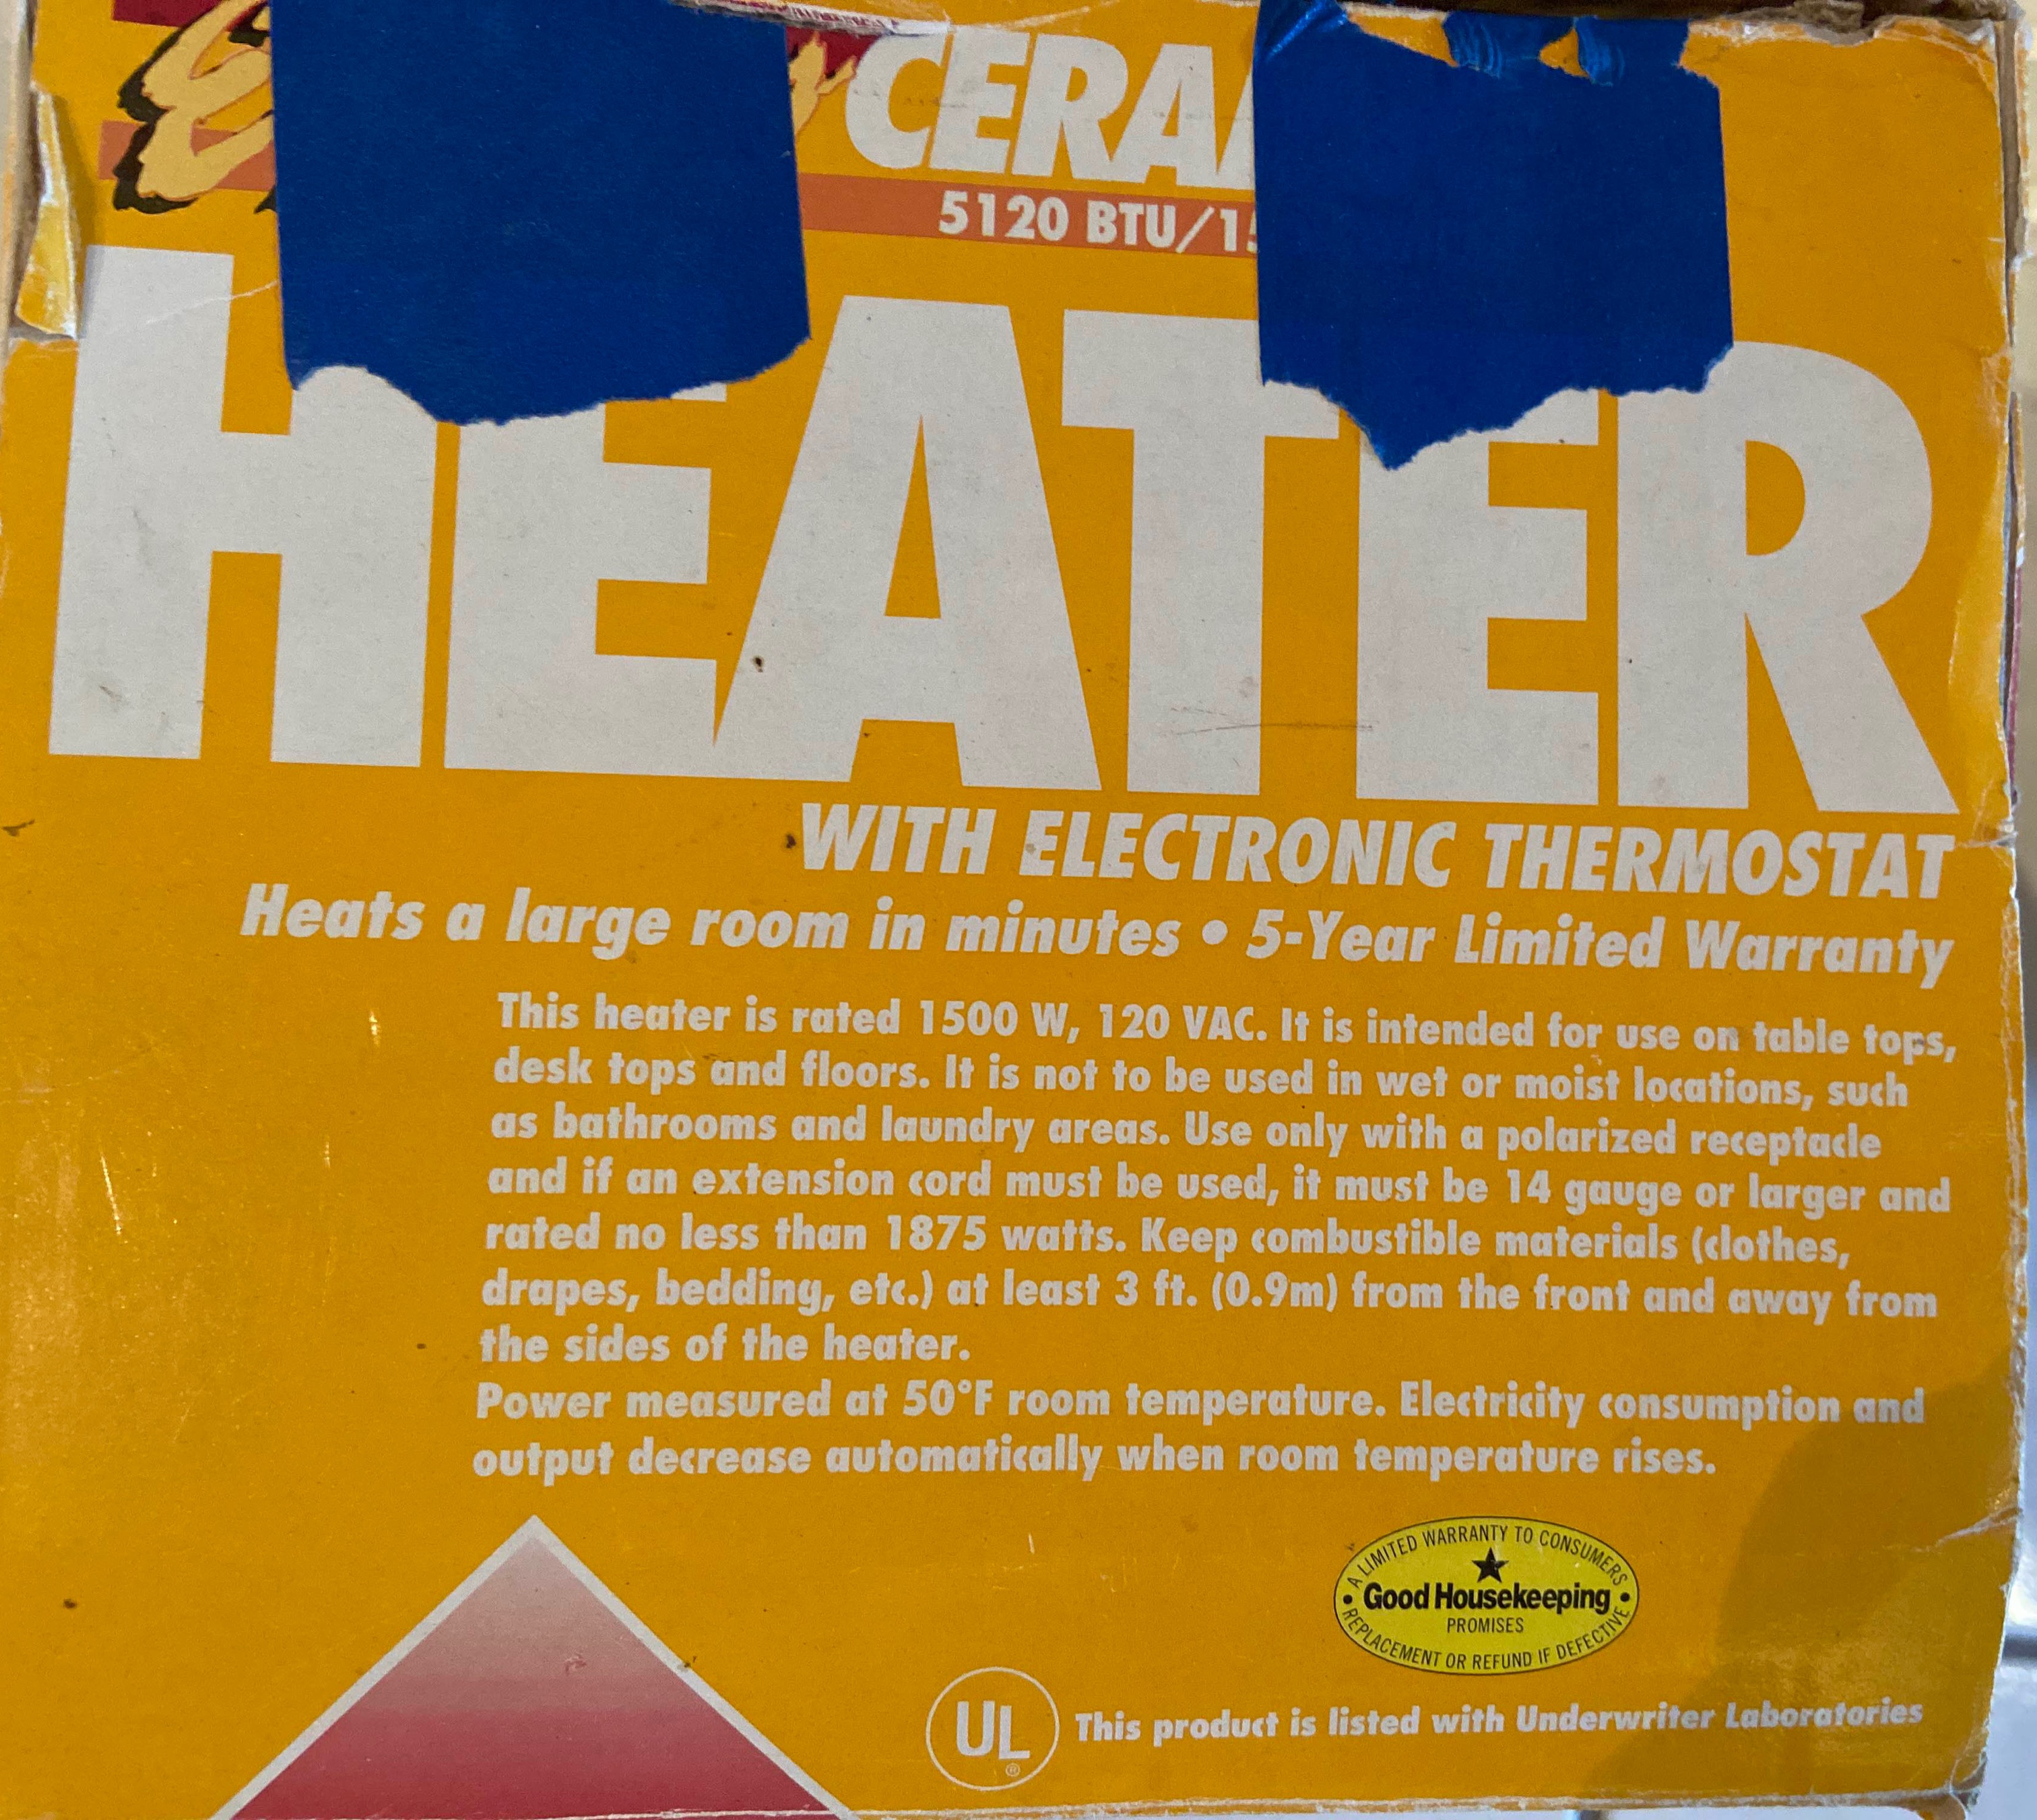 CERA
5120 BTU/15
HEATER
WITH ELECTRONIC THERMOSTAT
Heats a large room in minutes • 5-Year Limited Warranty
This heater is rated 1500 W, 120 VAC. It is intended for use on table tops,
desk tops and floors. It is not to be used in wet or moist locations, such
as bathrooms and laundry areas. Use only with a polarized receptacle
and if an extension cord must be used, it must be 14 gauge or larger and
rated no less than 1875 watts. Keep combustible materials (clothes,
drapes, bedding, etc.) at least 3 ft. (0.9m) from the front and away from
the sides of the heater.
Power measured at 50°F room temperature. Electricity consumption and
output decrease automatically when room temperature rises.
• A LIMITED WARRANTY TO CONSUMERS •
Good Housekeeping
PROMISES
REPLACEMENT OR REFUND IF DEFECTIVE
UL ®
This product is listed with Underwriter Laboratories